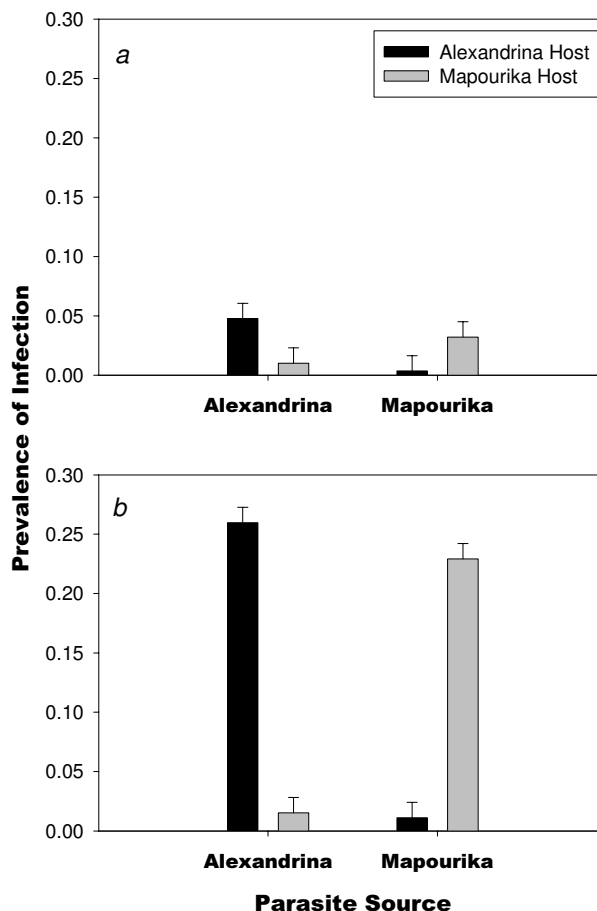 0.30
a
Alexandrina Host
Mapourika Host
0.25
0.20
0.15
0.10
0.05
0.00
Alexandrina Mapourika
Prevalence of Infection
0.30
b
0.25
0.20
0.15
0.10
0.05
0.00
Alexandrina Mapourika
Parasite Source